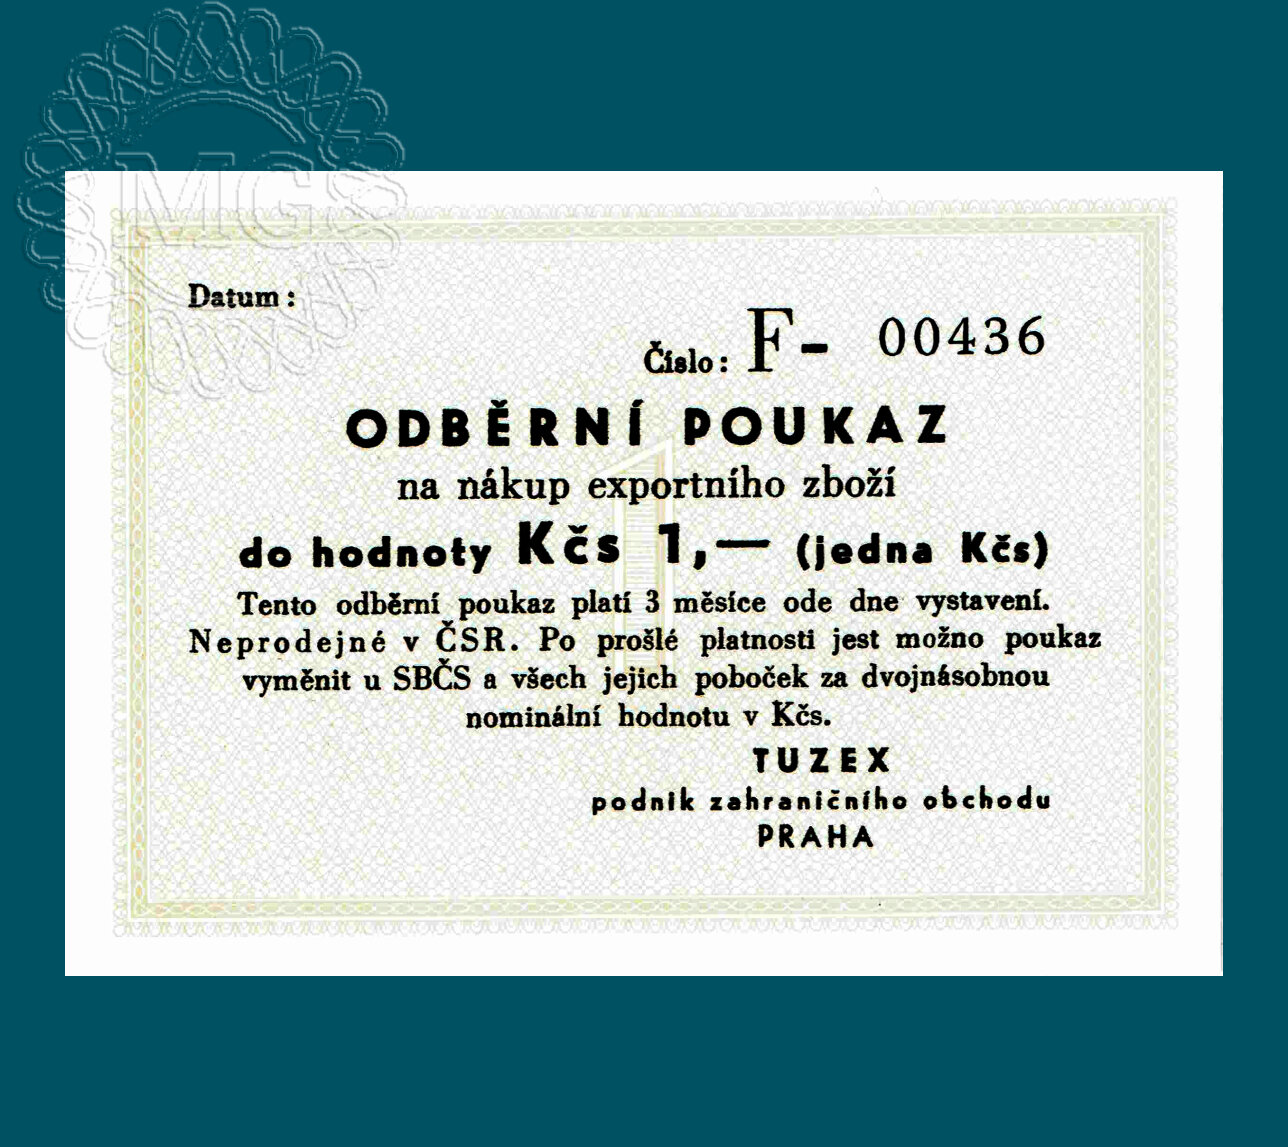 MGS
Datum :
Číslo : F- 00436
ODBĚRNÍ POUKAZ
na nákup exportního zboží
do hodnoty Kčs 1,— (jedna Kčs)
Tento odběrní poukaz platí 3 měsíce ode dne vystavení.
Neprodejné v ČSR. Po prošlé platnosti jest možno poukaz
vyměnit u SBČS a všech jejich poboček za dvojnásobnou
nominální hodnotu v Kčs.
TUZEX
podnik zahraničního obchodu
PRAHA